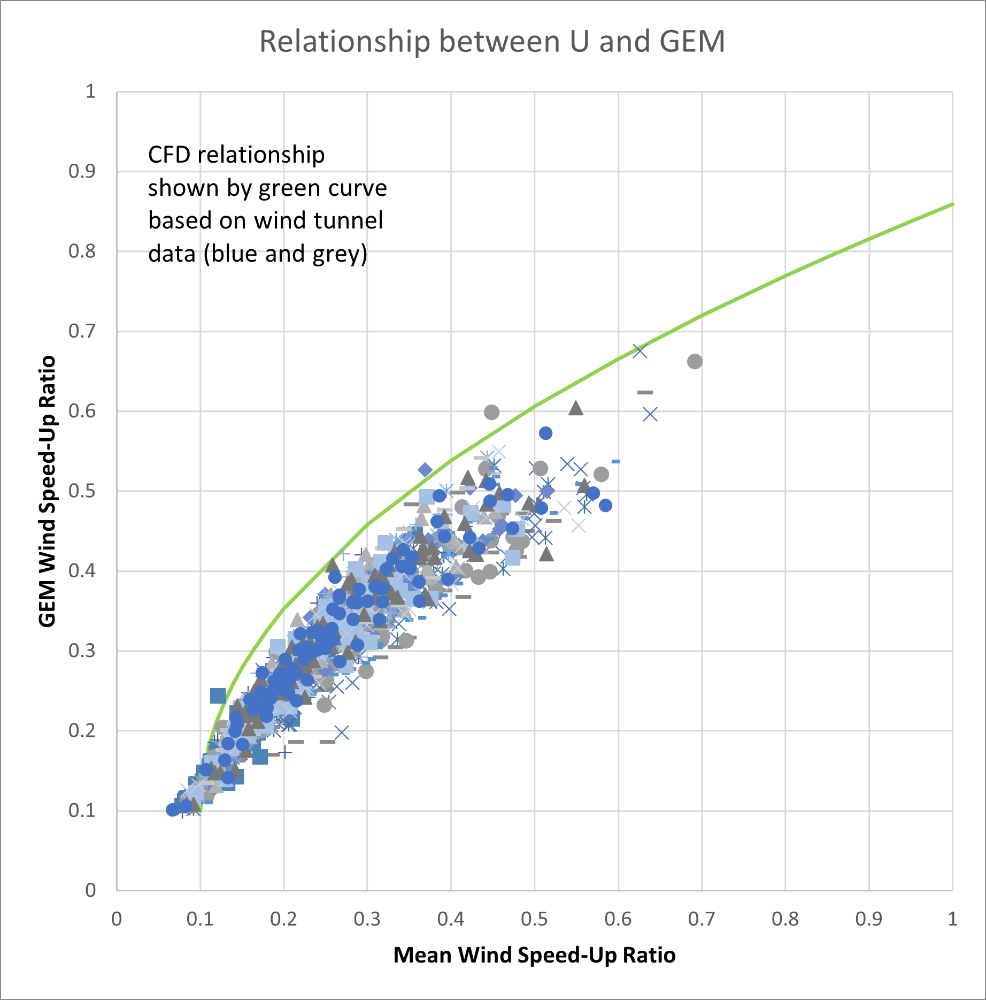 Relationship between U and GEM
1
CFD relationship
0.9
shown by green curve
based on wind tunnel
0.8
data (blue and grey)
0.7
0.6
0.5
0.4
0.3
0.2
0.1
0
GEM Wind Speed-Up Ratio
0 0.1 0.2 0.3 0.4 0.5 0.6 0.7 0.8 0.9 1
Mean Wind Speed-Up Ratio